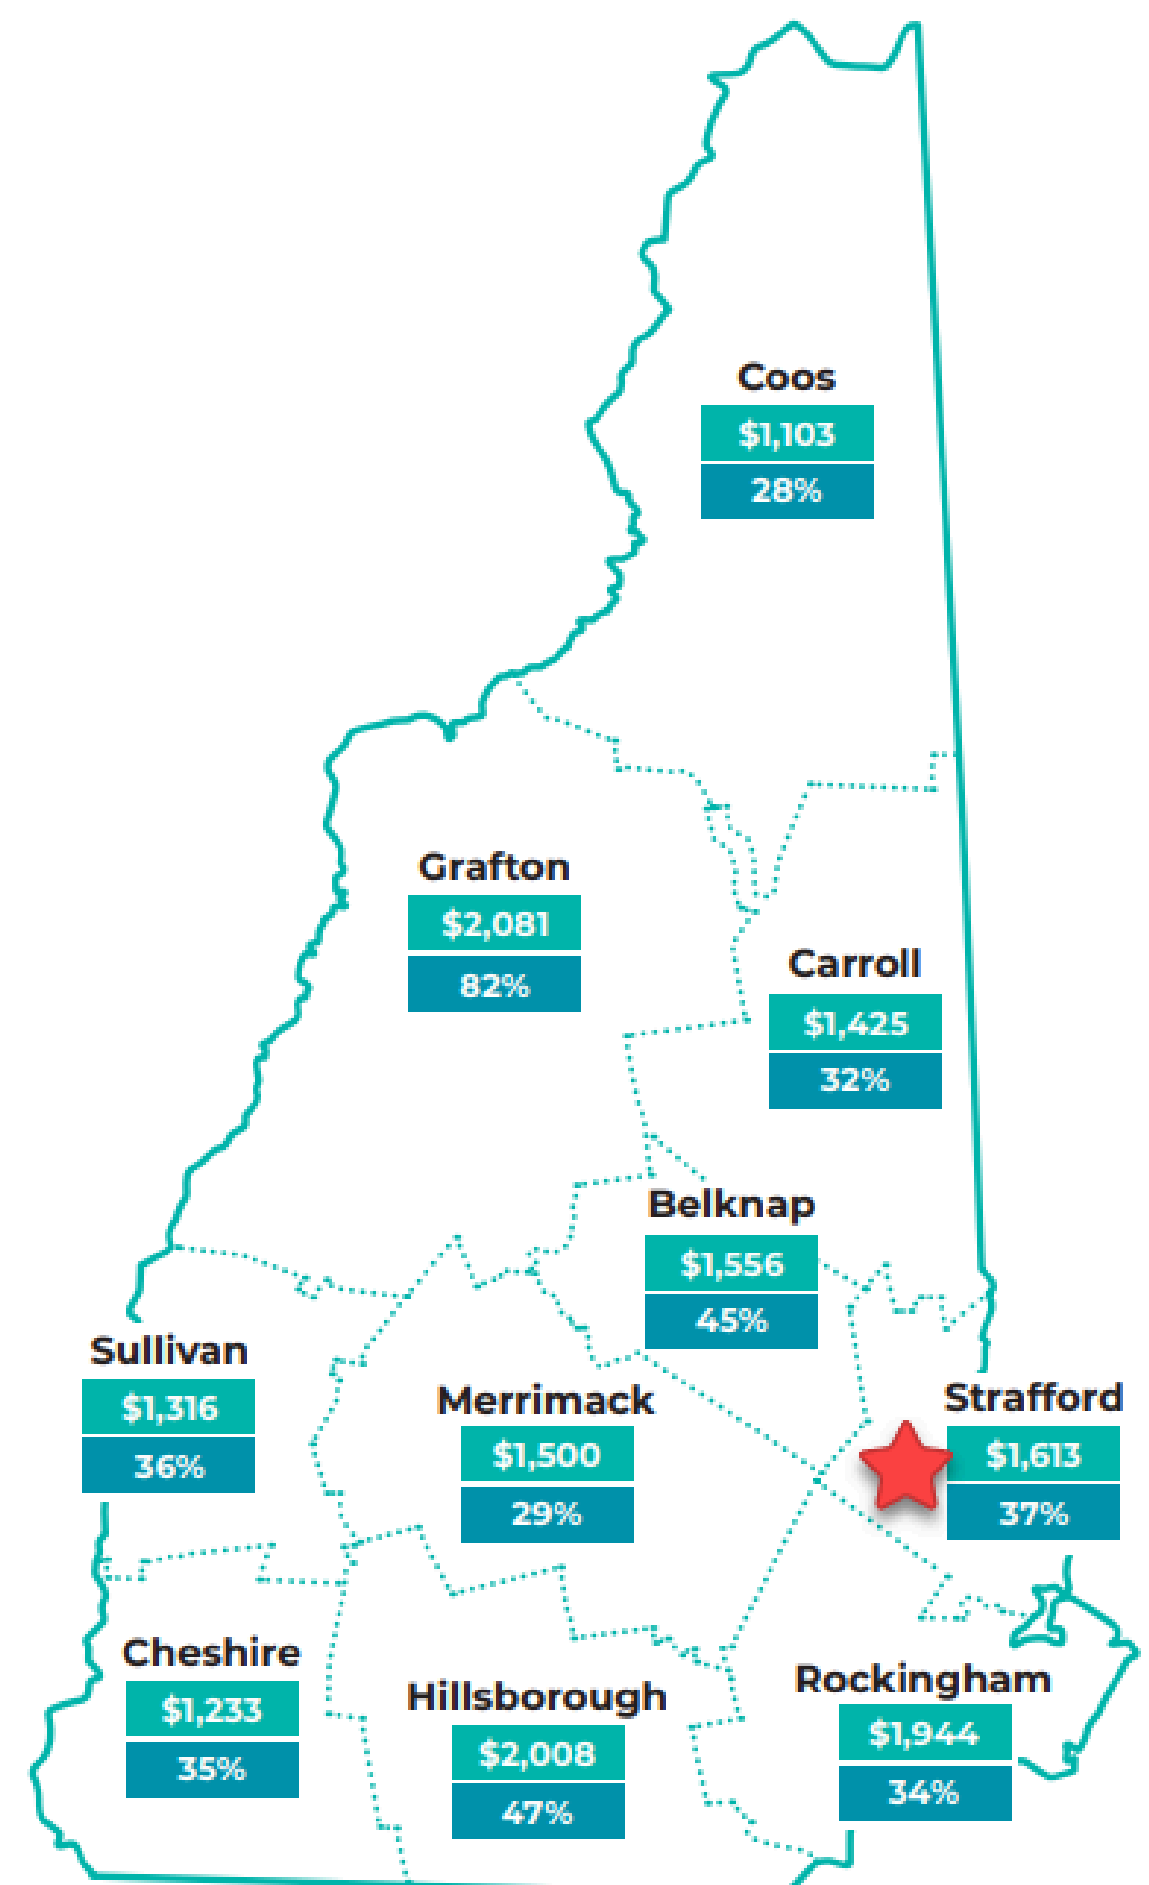 Coos
$1,103
28%
Grafton
$2,081
82%
Carroll
$1,425
32%
Belknap
$1,556
45%
Sullivan
$1,316
36%
Merrimack
$1,500
29%
Strafford
$1,613
37%
Cheshire
$1,233
35%
Hillsborough
$2,008
47%
Rockingham
$1,944
34%